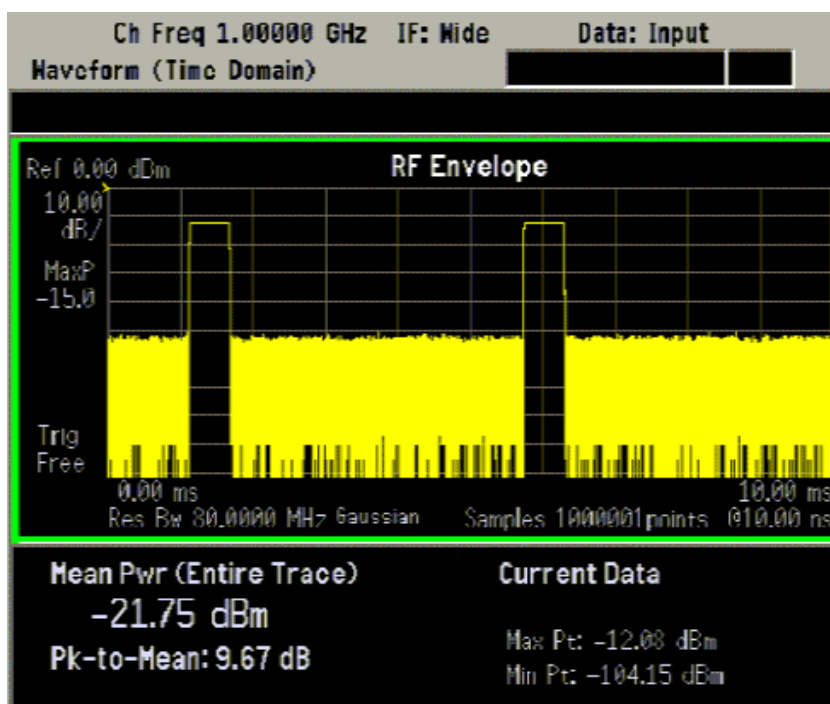 Ch Freq 1.00000 GHz IF: Wide Data: Input
Waveform (Time Domain)
Ref 0.00 dBm RF Envelope
10.00
dB/
MaxP
-15.0
Trig
Free
0.00 ms 10.00 ms
Res Bw 80.0000 MHz Gaussian Samples 1000001points @10.00 ns
Mean Pwr (Entire Trace) Current Data
-21.75 dBm
Max Pt: -12.08 dBm
Pk-to-Mean: 9.67 dB
Min Pt: -104.15 dBm